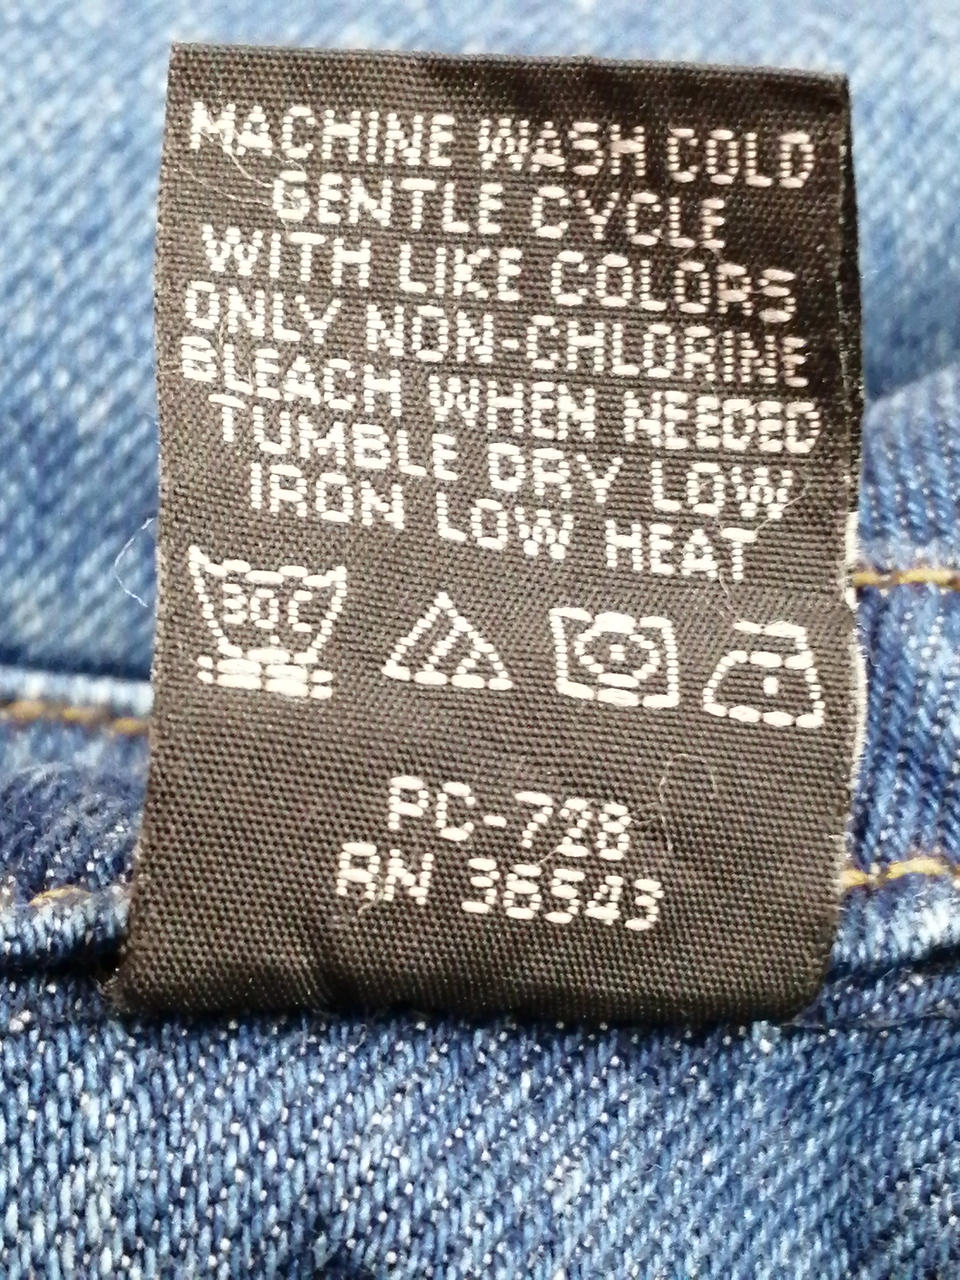 MACHINE WASH COLD
GENTLE CYCLE
WITH LIKE COLORS
ONLY NON-CHLORINE
BLEACH WHEN NEEDED
TUMBLE DRY LOW
IRON LOW HEAT
30C
PC-728
RN 36543